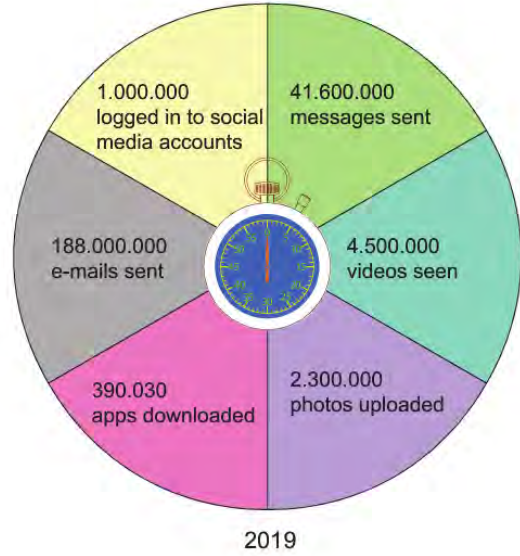 1.000.000
logged in to social
media accounts
41.600.000
messages sent
188.000.000
e-mails sent
4.500.000
videos seen
390.030
apps downloaded
2.300.000
photos uploaded
2019